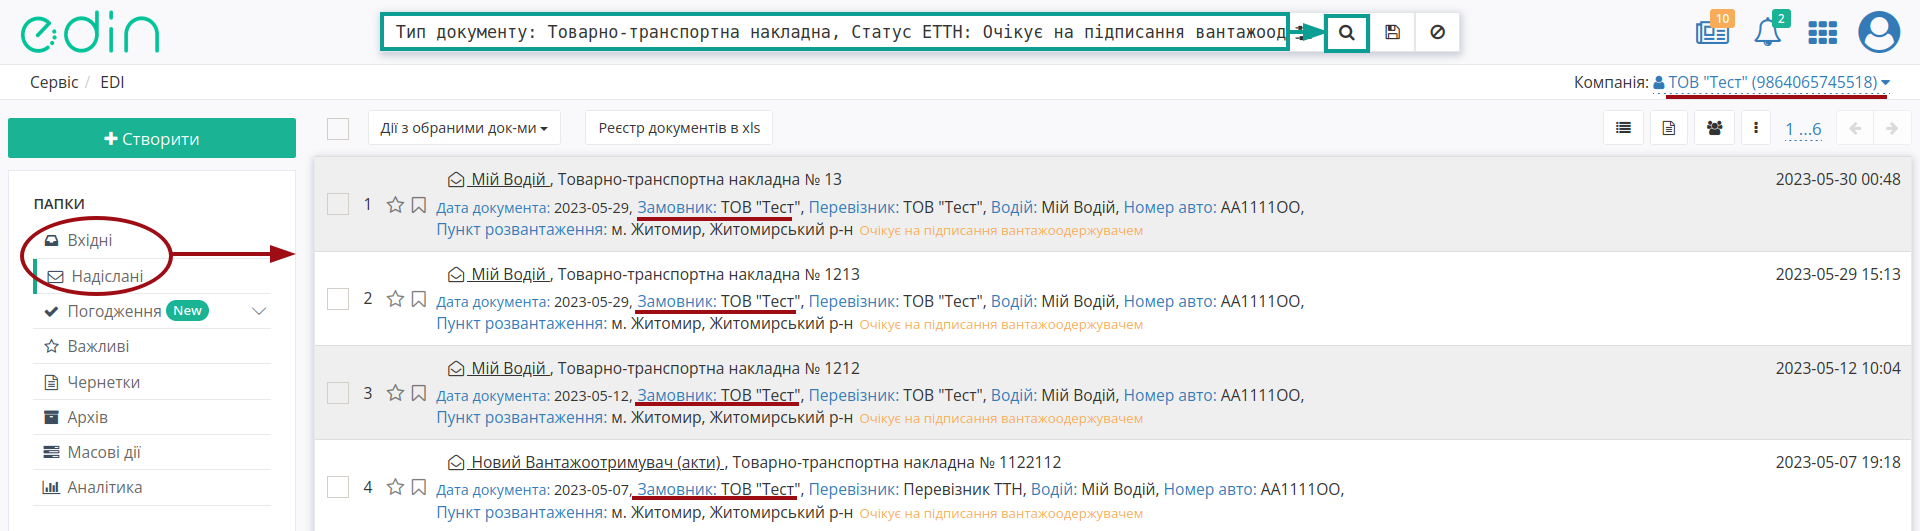 edin
Тип документу: Товарно-транспортна накладна, Статус ЕТТН: Очікує на підписання вантажоод
10
2
Сервіс / EDI
Компанія: ТОВ "Тест" (9864065745518)
+ Створити
Дії з обраними док-ми
Реєстр документів в xls
1 ...6
ПАПКИ
Вхідні
Надіслані
Погодження New
Важливі
Чернетки
Архів
Масові дії
Аналітика
Мій Водій , Товарно-транспортна накладна № 13
2023-05-30 00:48
1
Дата документа: 2023-05-29, Замовник: ТОВ "Тест", Перевізник: ТОВ "Тест", Водій: Мій Водій, Номер авто: АА1111ОО,
Пункт розвантаження: м. Житомир, Житомирський р-н Очікує на підписання вантажоодержувачем
Мій Водій , Товарно-транспортна накладна № 1213
2023-05-29 15:13
2
Дата документа: 2023-05-29, Замовник: ТОВ "Тест", Перевізник: ТОВ "Тест", Водій: Мій Водій, Номер авто: АА1111ОО,
Пункт розвантаження: м. Житомир, Житомирський р-н Очікує на підписання вантажоодержувачем
Мій Водій , Товарно-транспортна накладна № 1212
2023-05-12 10:04
3
Дата документа: 2023-05-12, Замовник: ТОВ "Тест", Перевізник: ТОВ "Тест", Водій: Мій Водій, Номер авто: АА1111ОО,
Пункт розвантаження: м. Житомир, Житомирський р-н Очікує на підписання вантажоодержувачем
Новий Вантажоотримувач (акти) , Товарно-транспортна накладна № 1122112
2023-05-07 19:18
4
Дата документа: 2023-05-07, Замовник: ТОВ "Тест", Перевізник: Перевізник ТТН, Водій: Мій Водій, Номер авто: АА1111ОО,
Пункт розвантаження: м. Житомир, Житомирський р-н Очікує на підписання вантажоодержувачем